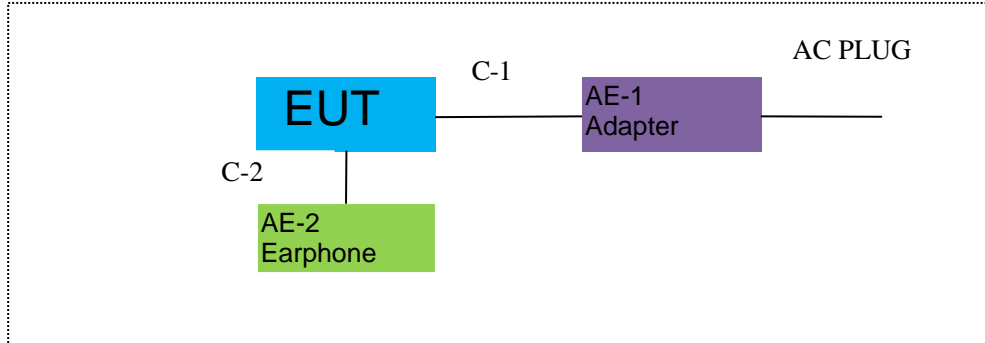 AC PLUG
C-1
EUT
AE-1
Adapter
C-2
AE-2
Earphone